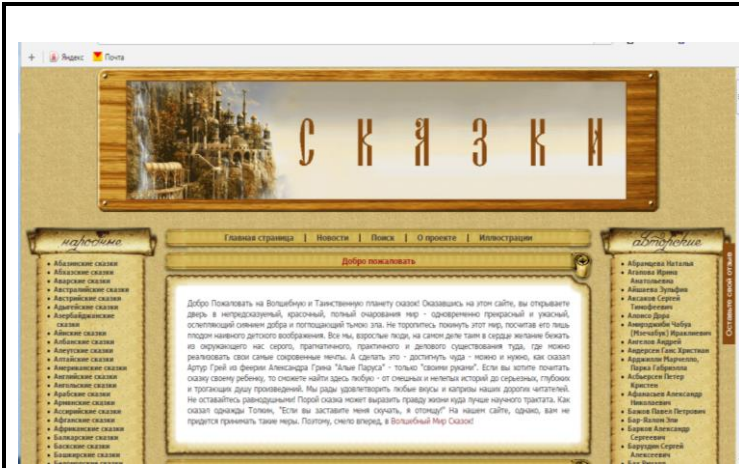 Яндекс Почта
СКАЗКИ
Главная страница | Новости | Поиск | О проекте | Иллюстрации
народные
Абазинские сказки
Абхазские сказки
Аварские сказки
Австралийские сказки
Австрийские сказки
Адыгейские сказки
Азербайджанские
сказки
Айнские сказки
Албанские сказки
Алеутские сказки
Алтайские сказки
Американские сказки
Английские сказки
Ангольские сказки
Арабские сказки
Армянские сказки
Ассирийские сказки
Афганские сказки
Африканские сказки
Балкарские сказки
Баскские сказки
Башкирские сказки
Добро пожаловать
Добро Пожаловать на Волшебную и Таинственную планету сказок! Оказавшись на этом сайте, вы открываете
дверь в непредсказуемый, красочный, полный очарования мир - одновременно прекрасный и ужасный,
ослепляющий сиянием добра и поглощающий тьмою зла. Не торопитесь покинуть этот мир, посчитав его лишь
плодом наивного детского воображения. Все мы, взрослые люди, на самом деле таим в сердце желание бежать
из окружающего нас серого, прагматичного, практичного и делового существования туда, где можно
реализовать свои самые сокровенные мечты. А сделать это - достигнуть чуда - можно и нужно, как сказал
Артур Грей из феерии Александра Грина "Алые Паруса" - только "своими руками". Если вы хотите почитать
сказку своему ребенку, то сможете найти здесь любую - от смешных и нелепых историй до серьезных, глубоких
и трогающих душу произведений. Мы рады удовлетворить любые вкусы и капризы наших дорогих читателей.
Не оставайтесь равнодушными! Порой сказка может выразить правду жизни куда лучше научного трактата. Как
сказал однажды Толкин, "Если вы заставите меня скучать, я отомщу!" На нашем сайте, однако, вам не
придется принимать такие меры. Поэтому, смело вперед, в Волшебный Мир Сказок!
авторские
Абрамцева Наталья
Агапова Ирина
Анатольевна
Айшаева Зульфия
Аксаков Сергей
Тимофеевич
Алонсо Дора
Амирэджиби Чабуа
(Мзечабук) Ираклиевич
Ангелов Андрей
Андерсен Ганс Христиан
Арджилли Марчелло,
Парка Габриэлла
Асбьернсен Петер
Кристен
Афанасьев Александр
Николаевич
Бажов Павел Петрович
Бар-Яалом Эли
Барков Александр
Сергеевич
Баруздин Сергей
Алексеевич
Оставьте свой отзыв